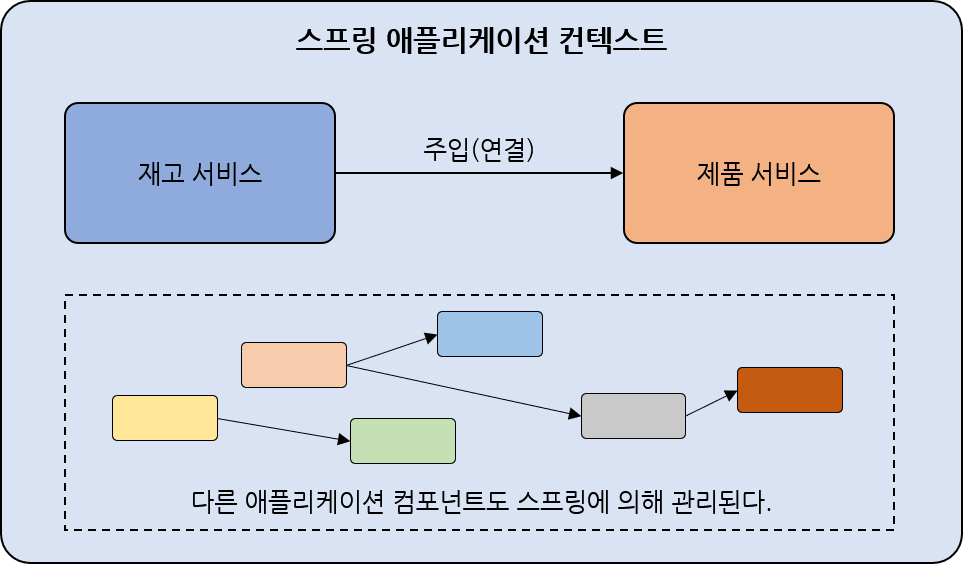 스프링 애플리케이션 컨텍스트
주입(연결)
재고 서비스
제품 서비스
다른 애플리케이션 컴포넌트도 스프링에 의해 관리된다.